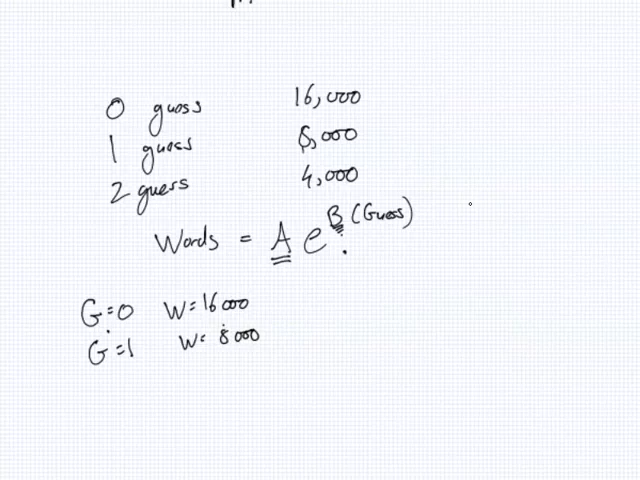 0 guess 16,000
1 guess 8,000
2 guess 4,000
Words = A e B (Guess)
G=0 W=16000
G=1 W= 8000